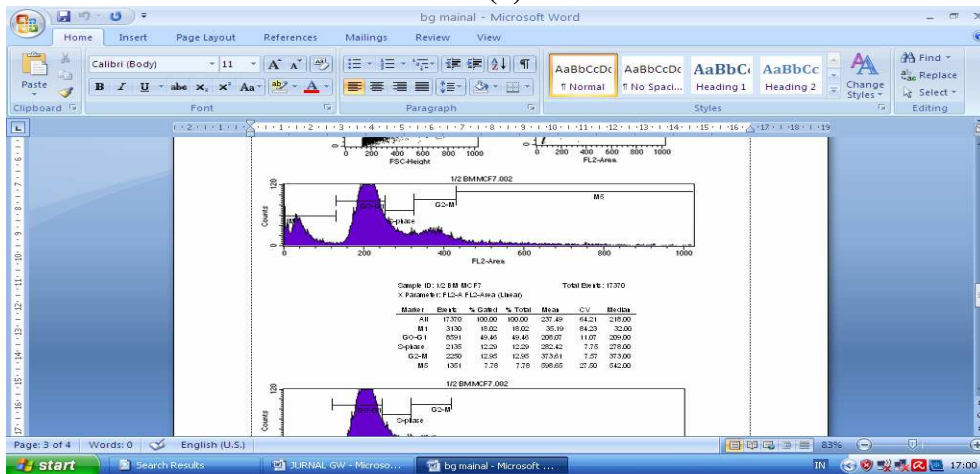 bg mainal - Microsoft Word
Home Insert Page Layout References Mailings Review View
Paste
Calibri (Body) 11
B I U abc x₂ x² Aa
AaBbCcDc AaBbCcDc AaBbC AaBbCc
¶ Normal ¶ No Spaci... Heading 1 Heading 2
Change Styles
Find
Replace
Select
Clipboard Font Paragraph Styles Editing
0 200 400 600 800 1000
FSC-Height
0 200 400 600 800 1000
FL2-Area
1/2 BMMCF7.002
120
Counts
0
M1 G0-G1 S-phase G2-M M5
0 200 400 600 800 1000
FL2-Area
Sample ID: 1/2 BM MCF7 Total Events: 17370
X Parameter: FL2-A FL2-Area (Linear)
Marker Events % Gated % Total Mean CV Median
All 17370 100.00 100.00 237.49 64.21 218.00
M1 3130 18.02 18.02 35.19 84.23 32.00
G0-G1 8591 49.46 49.46 208.07 11.07 209.00
S-phase 2135 12.29 12.29 282.42 7.75 278.00
G2-M 2250 12.95 12.95 373.61 7.57 373.00
M5 1351 7.78 7.78 598.65 27.50 542.00
1/2 BMMCF7.002
120
Counts
G0-G1 S-phase G2-M
Page: 3 of 4 Words: 0 English (U.S.) 83%
start Search Results JURNAL GW - Microso... bg mainal - Microsoft ... IN 17:00